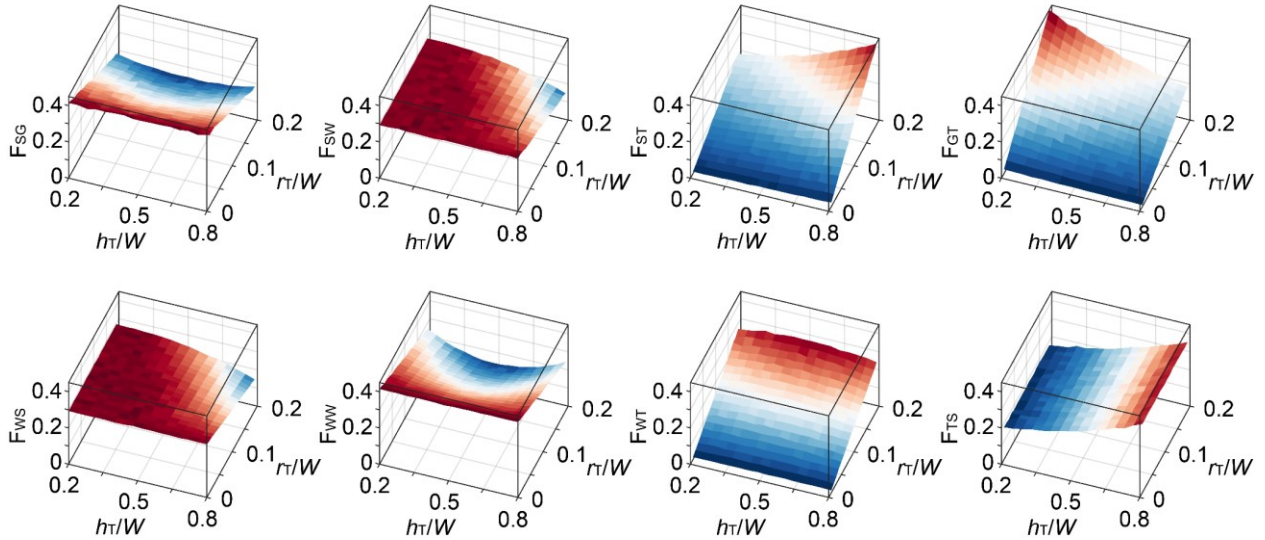 F_SG 0.4 0.2 0 0.2 0.5 0.8 h_T/W 0 0.1 0.2 r_T/W
F_SW 0.4 0.2 0 0.2 0.5 0.8 h_T/W 0 0.1 0.2 r_T/W
F_ST 0.4 0.2 0 0.2 0.5 0.8 h_T/W 0 0.1 0.2 r_T/W
F_GT 0.4 0.2 0 0.2 0.5 0.8 h_T/W 0 0.1 0.2 r_T/W
F_WS 0.4 0.2 0 0.2 0.5 0.8 h_T/W 0 0.1 0.2 r_T/W
F_WW 0.4 0.2 0 0.2 0.5 0.8 h_T/W 0 0.1 0.2 r_T/W
F_WT 0.4 0.2 0 0.2 0.5 0.8 h_T/W 0 0.1 0.2 r_T/W
F_TS 0.4 0.2 0 0.2 0.5 0.8 h_T/W 0 0.1 0.2 r_T/W